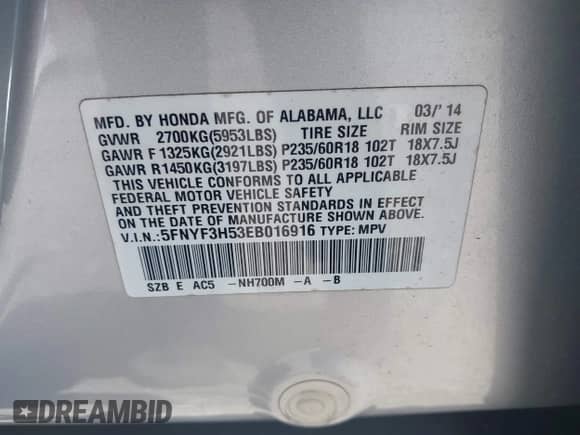 MFD. BY HONDA MFG. OF ALABAMA, LLC 03/'14
GVWR 2700KG(5953LBS) TIRE SIZE RIM SIZE
GAWR F 1325KG(2921LBS) P235/60R18 102T 18X7.5J
GAWR R1450KG(3197LBS) P235/60R18 102T 18X7.5J
THIS VEHICLE CONFORMS TO ALL APPLICABLE
FEDERAL MOTOR VEHICLE SAFETY
AND THEFT PREVENTION STANDARDS IN EFFECT
ON THE DATE OF MANUFACTURE SHOWN ABOVE.
V.I.N.:5FNYF3H53EB016916 TYPE: MPV
SZB E AC5 -NH700M -A -B
DREAMBID